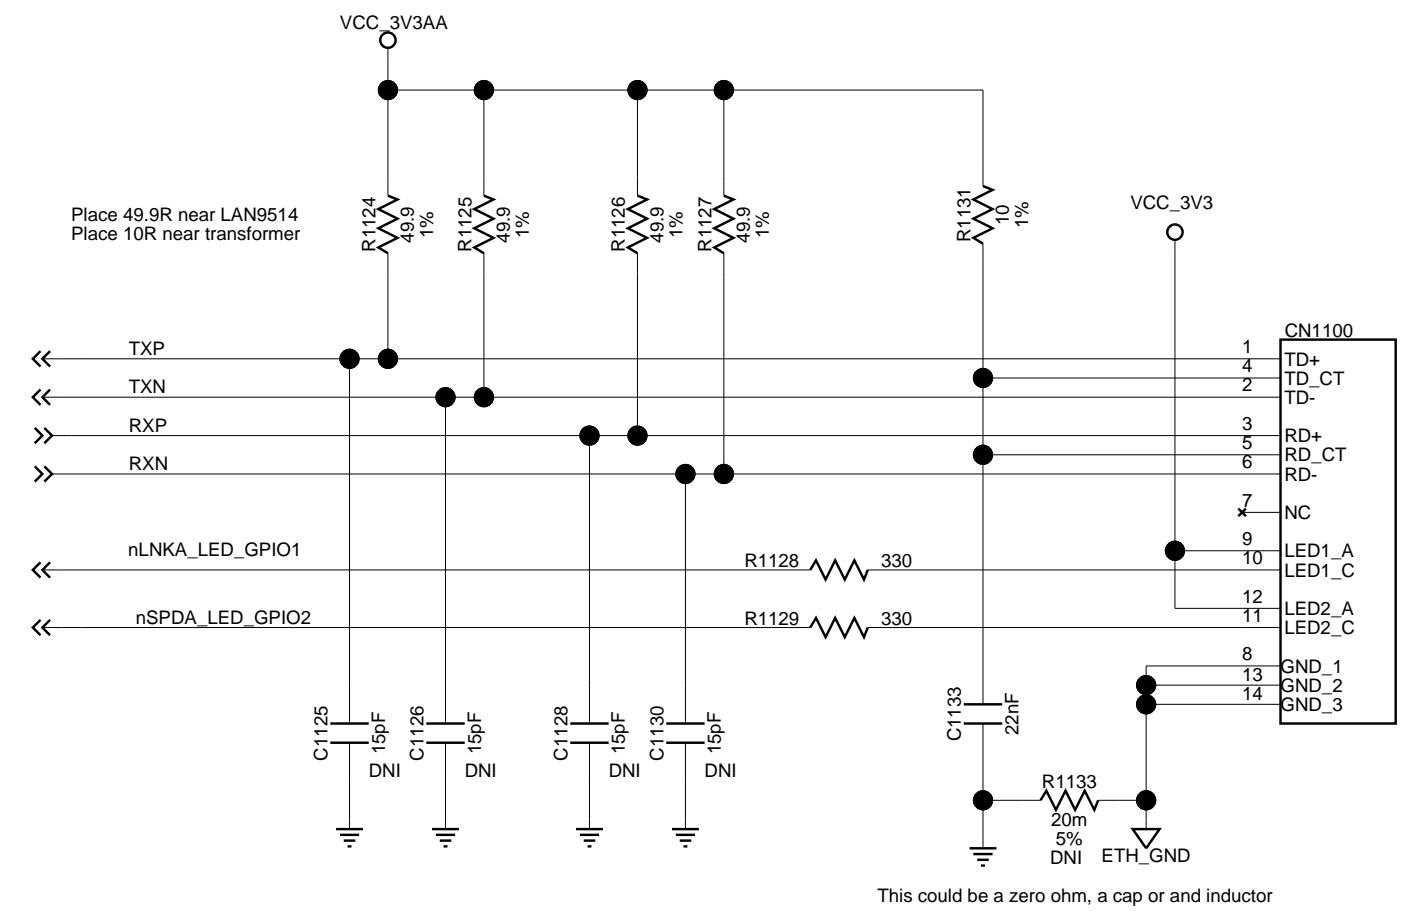 VCC_3V3AA
Place 49.9R near LAN9514
Place 10R near transformer
R1124
49.9
1%
R1125
49.9
1%
R1126
49.9
1%
R1127
49.9
1%
R1131
10
1%
VCC_3V3
CN1100
TXP
1
TD+
4
TD_CT
TXN
2
TD-
RXP
3
RD+
5
RD_CT
RXN
6
RD-
7
NC
nLNKA_LED_GPIO1
R1128
330
9
LED1_A
10
LED1_C
nSPDA_LED_GPIO2
R1129
330
12
LED2_A
11
LED2_C
8
GND_1
13
GND_2
14
GND_3
C1125
15pF
DNI
C1126
15pF
DNI
C1128
15pF
DNI
C1130
15pF
DNI
C1133
22nF
R1133
20m
5%
DNI
ETH_GND
This could be a zero ohm, a cap or and inductor